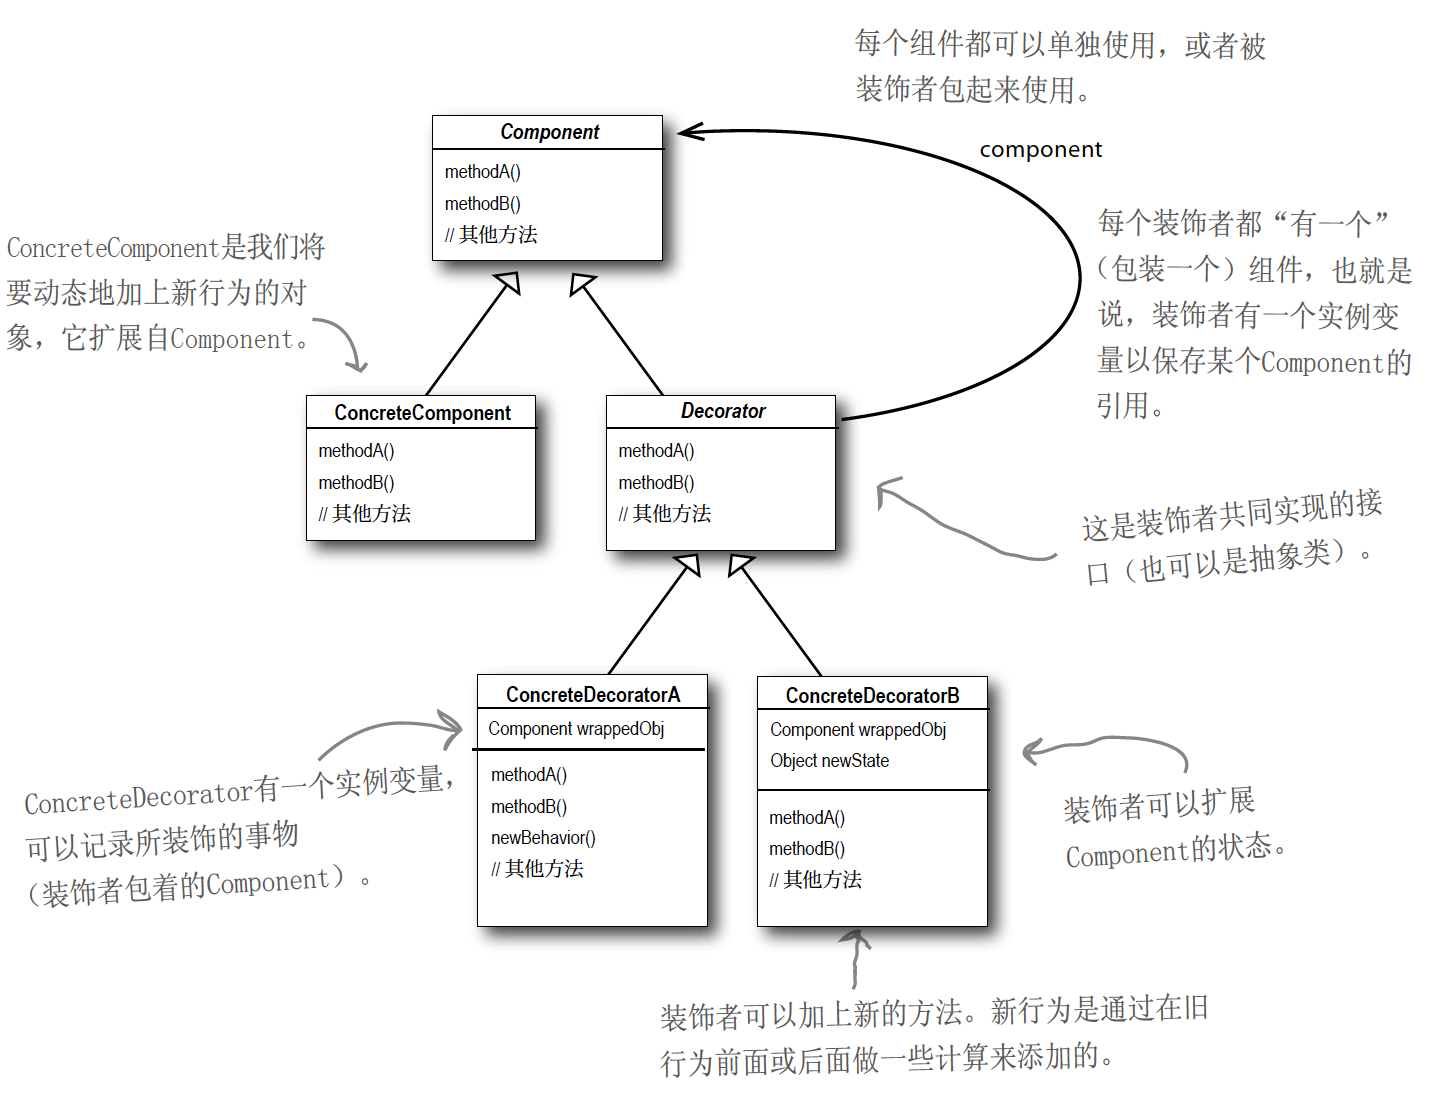 每个组件都可以单独使用，或者被
装饰者包起来使用。
Component
methodA()
methodB()
// 其他方法
component
每个装饰者都“有一个”
（包装一个）组件，也就是
说，装饰者有一个实例变
量以保存某个Component的
引用。
ConcreteComponent是我们将
要动态地加上新行为的对
象，它扩展自Component。
ConcreteComponent
methodA()
methodB()
// 其他方法
Decorator
methodA()
methodB()
// 其他方法
这是装饰者共同实现的接
口（也可以是抽象类）。
ConcreteDecoratorA
Component wrappedObj
methodA()
methodB()
newBehavior()
// 其他方法
ConcreteDecoratorB
Component wrappedObj
Object newState
methodA()
methodB()
// 其他方法
ConcreteDecorator有一个实例变量，
可以记录所装饰的事物
（装饰者包着的Component）。
装饰者可以扩展
Component的状态。
装饰者可以加上新的方法。新行为是通过在旧
行为前面或后面做一些计算来添加的。